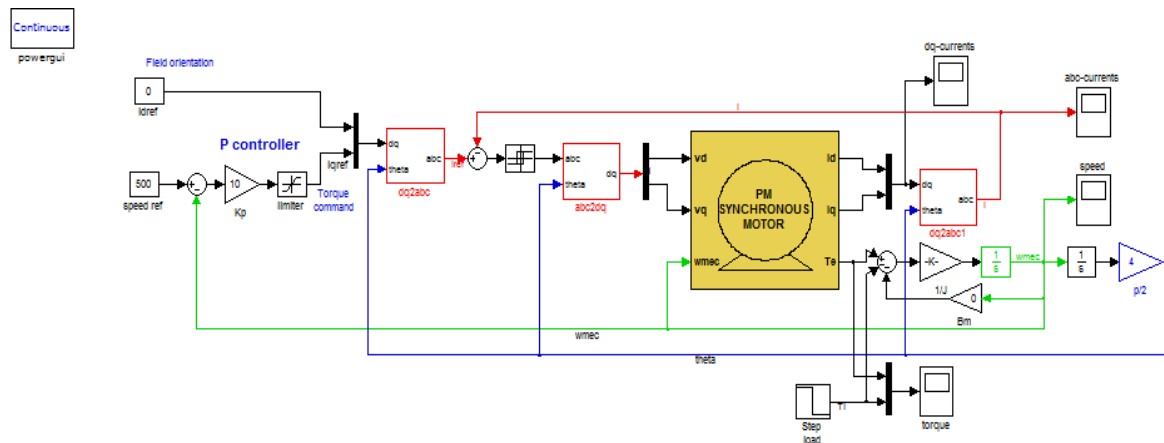 Continuous
powergui
Field orientation
0
Idref
P controller
500
speed ref
10
Kp
limiter
Iqref
Torque
command
dq
theta
abc
dq2abc
Iref
abc
theta
dq
abc2dq
vd
vq
wmec
PM
SYNCHRONOUS
MOTOR
Id
Iq
Te
dq
theta
abc
dq2abc1
I
I
dq-currents
abc-currents
speed
-K-
1/J
1
s
wmec
1
s
4
p/2
0
Bm
wmec
theta
Step
load
Tl
torque